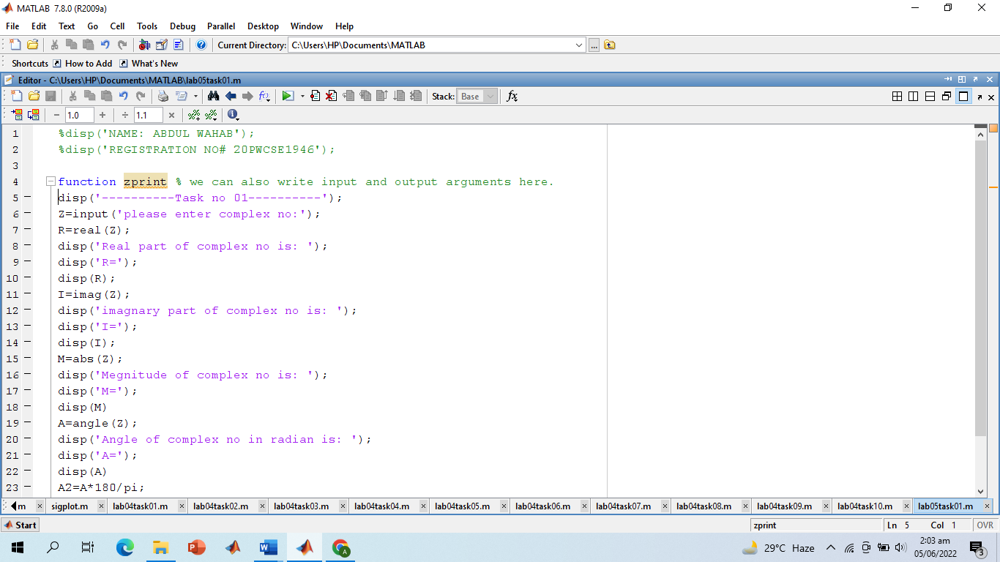 MATLAB 7.8.0 (R2009a)
File Edit Text Go Cell Tools Debug Parallel Desktop Window Help
Current Directory: C:\Users\HP\Documents\MATLAB ...
Shortcuts How to Add What's New
Editor - C:\Users\HP\Documents\MATLAB\lab05task01.m
Stack: Base fx
− 1.0 + ÷ 1.1 ×
1 %disp('NAME: ABDUL WAHAB');
2 %disp('REGISTRATION NO# 20PWCSE1946');
3
4 function zprint % we can also write input and output arguments here.
5 disp('----------Task no 01----------');
6 Z=input('please enter complex no:');
7 R=real(Z);
8 disp('Real part of complex no is: ');
9 disp('R=');
10 disp(R);
11 I=imag(Z);
12 disp('imagnary part of complex no is: ');
13 disp('I=');
14 disp(I);
15 M=abs(Z);
16 disp('Megnitude of complex no is: ');
17 disp('M=');
18 disp(M)
19 A=angle(Z);
20 disp('Angle of complex no in radian is: ');
21 disp('A=');
22 disp(A)
23 A2=A*180/pi;
m sigplot.m lab04task01.m lab04task02.m lab04task03.m lab04task04.m lab04task05.m lab04task06.m lab04task07.m lab04task08.m lab04task09.m lab04task10.m lab05task01.m
Start zprint Ln 5 Col 1 OVR
29°C Haze 2:03 am
05/06/2022 3